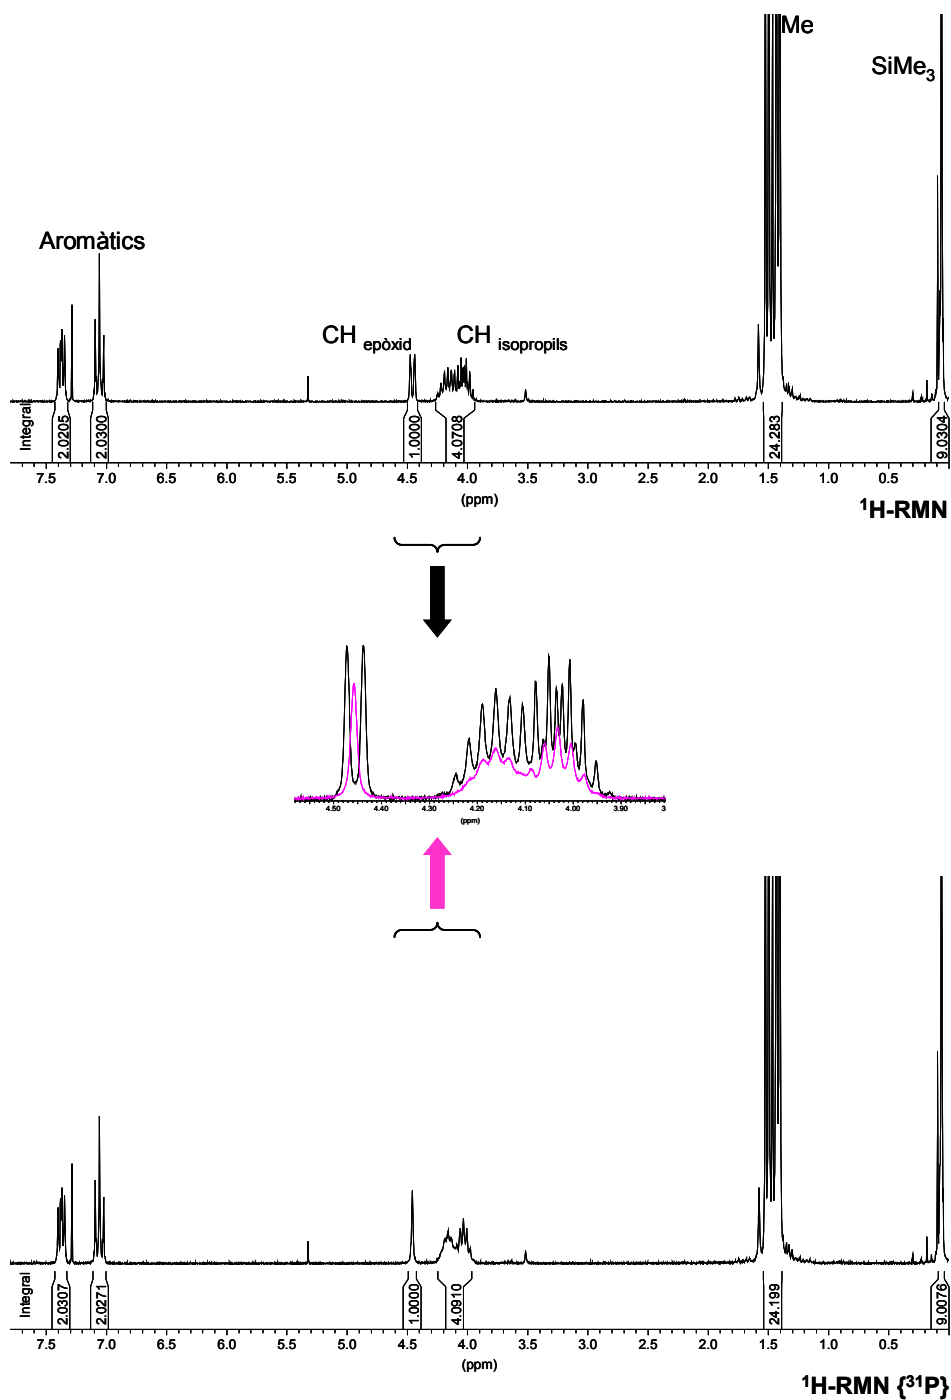 Me
SiMe3
Aromàtics
CH epòxid
CH isopropils
Integral
2.0205
2.0300
1.0000
4.0708
24.283
9.0304
7.5 7.0 6.5 6.0 5.5 5.0 4.5 4.0 3.5 3.0 2.5 2.0 1.5 1.0 0.5
(ppm)
1H-RMN
4.50 4.40 4.30 4.20 4.10 4.00 3.90 3
(ppm)
Integral
2.0307
2.0271
1.0000
4.0910
24.199
9.0076
7.5 7.0 6.5 6.0 5.5 5.0 4.5 4.0 3.5 3.0 2.5 2.0 1.5 1.0 0.5
(ppm)
1H-RMN {31P}